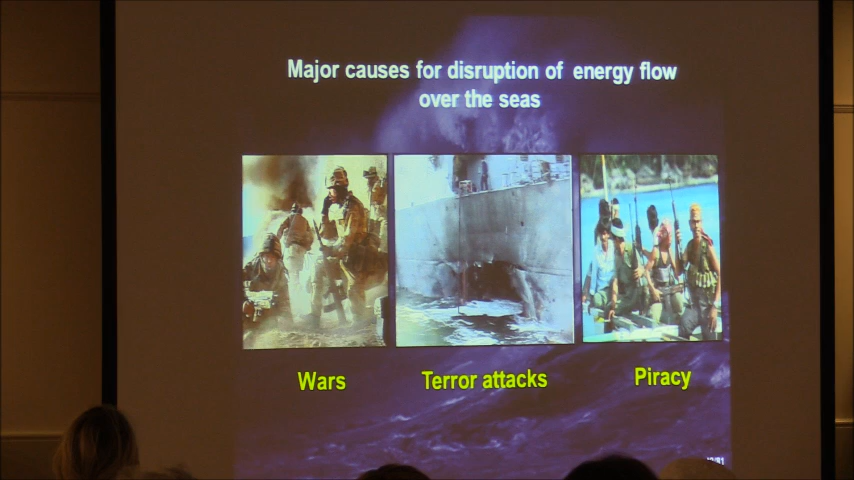 Major causes for disruption of energy flow
over the seas
Wars
Terror attacks
Piracy